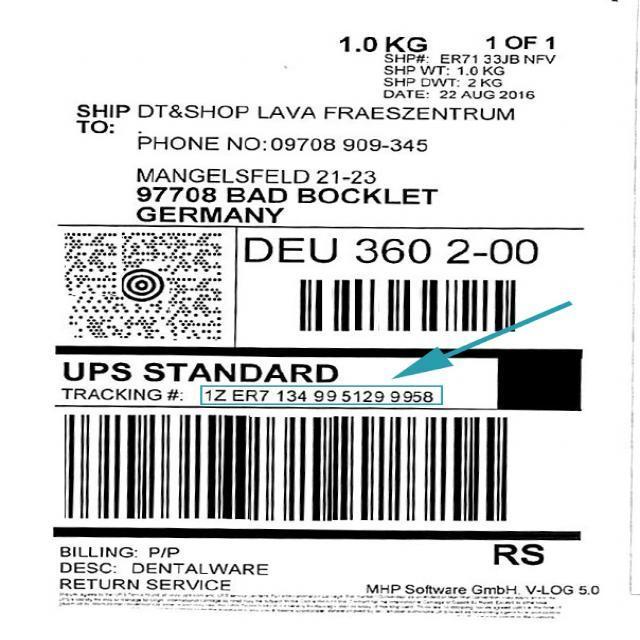 1.0 KG 1 OF 1
SHP#: ER71 33JB NFV
SHP WT: 1.0 KG
SHP DWT: 2 KG
DATE: 22 AUG 2016
SHIP TO: DT&SHOP LAVA FRAESZENTRUM
.
PHONE NO:09708 909-345
MANGELSFELD 21-23
97708 BAD BOCKLET
GERMANY
DEU 360 2-00
UPS STANDARD
TRACKING #: 1Z ER7 134 99 5129 9958
BILLING: P/P
DESC: DENTALWARE
RETURN SERVICE
RS
MHP Software GmbH, V-LOG 5.0